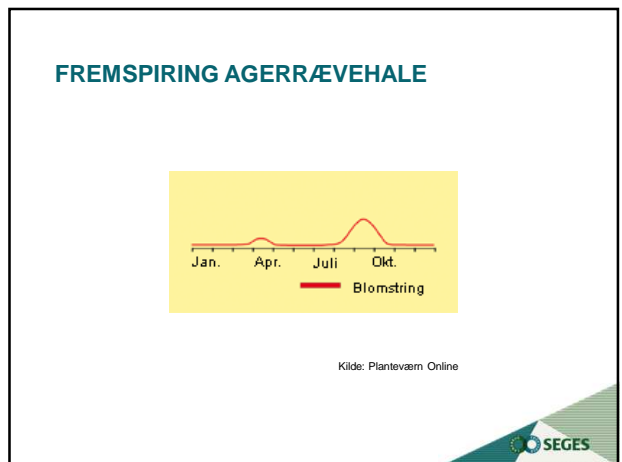 FREMSPIRING AGERRÆVEHALE
Jan. Apr. Juli Okt.
Blomstring
Kilde: Planteværn Online
SEGES